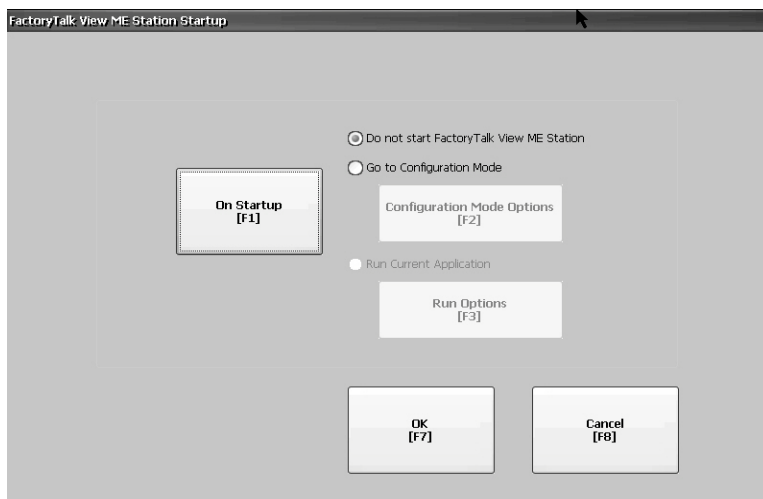 FactoryTalk View ME Station Startup
Do not start FactoryTalk View ME Station
Go to Configuration Mode
On Startup
[F1]
Configuration Mode Options
[F2]
Run Current Application
Run Options
[F3]
OK
[F7]
Cancel
[F8]